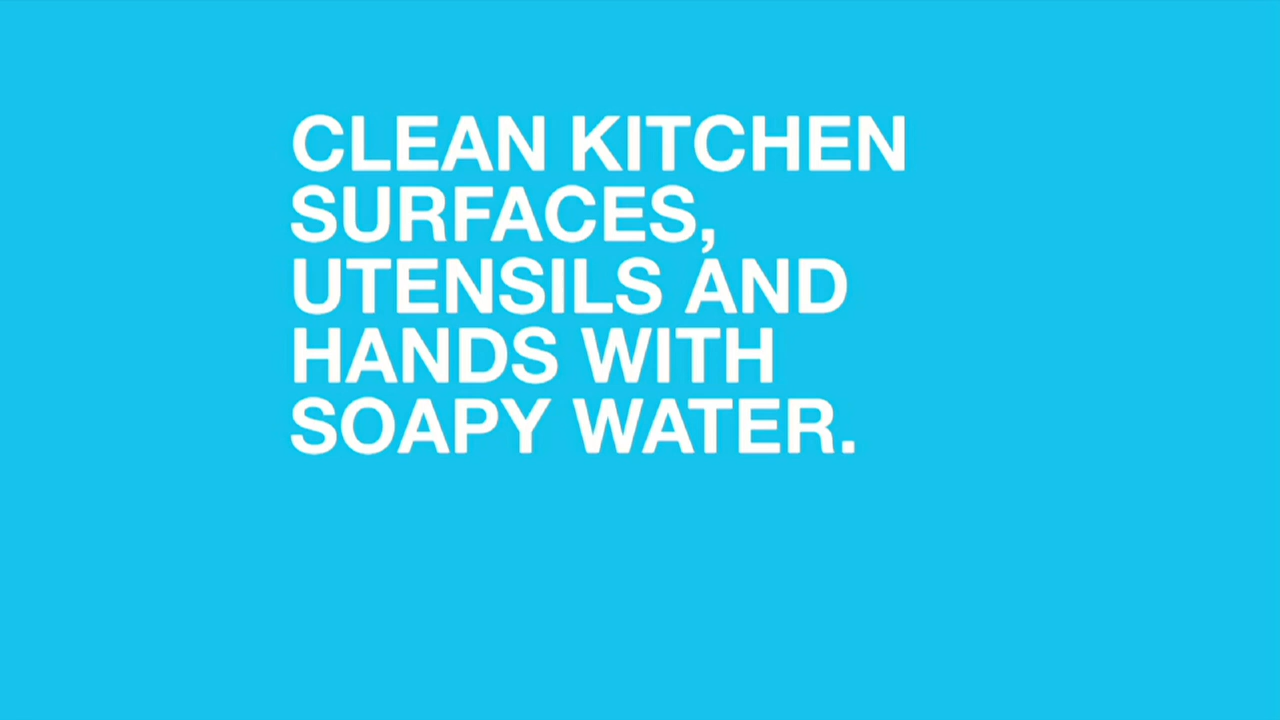 CLEAN KITCHEN
SURFACES,
UTENSILS AND
HANDS WITH
SOAPY WATER.